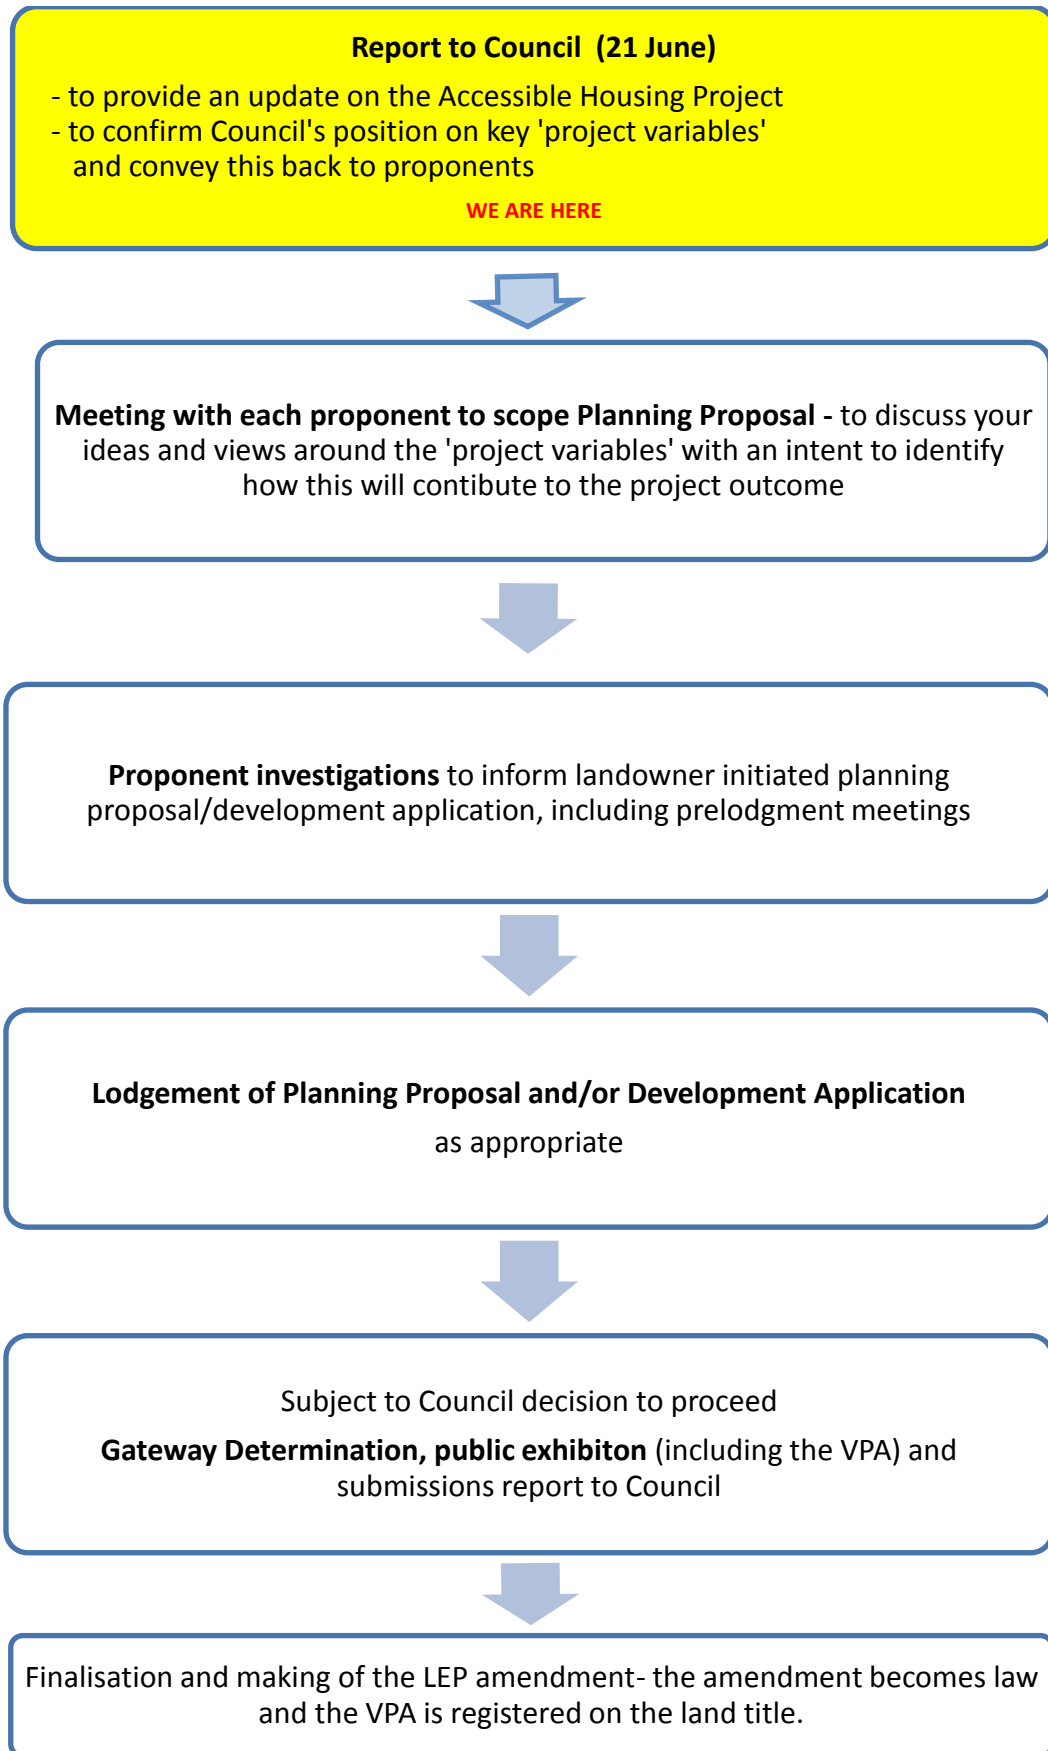 Report to Council (21 June)
- to provide an update on the Accessible Housing Project
- to confirm Council's position on key 'project variables'
and convey this back to proponents
WE ARE HERE
Meeting with each proponent to scope Planning Proposal - to discuss your
ideas and views around the 'project variables' with an intent to identify
how this will contibute to the project outcome
Proponent investigations to inform landowner initiated planning
proposal/development application, including prelodgment meetings
Lodgement of Planning Proposal and/or Development Application
as appropriate
Subject to Council decision to proceed
Gateway Determination, public exhibiton (including the VPA) and
submissions report to Council
Finalisation and making of the LEP amendment- the amendment becomes law
and the VPA is registered on the land title.